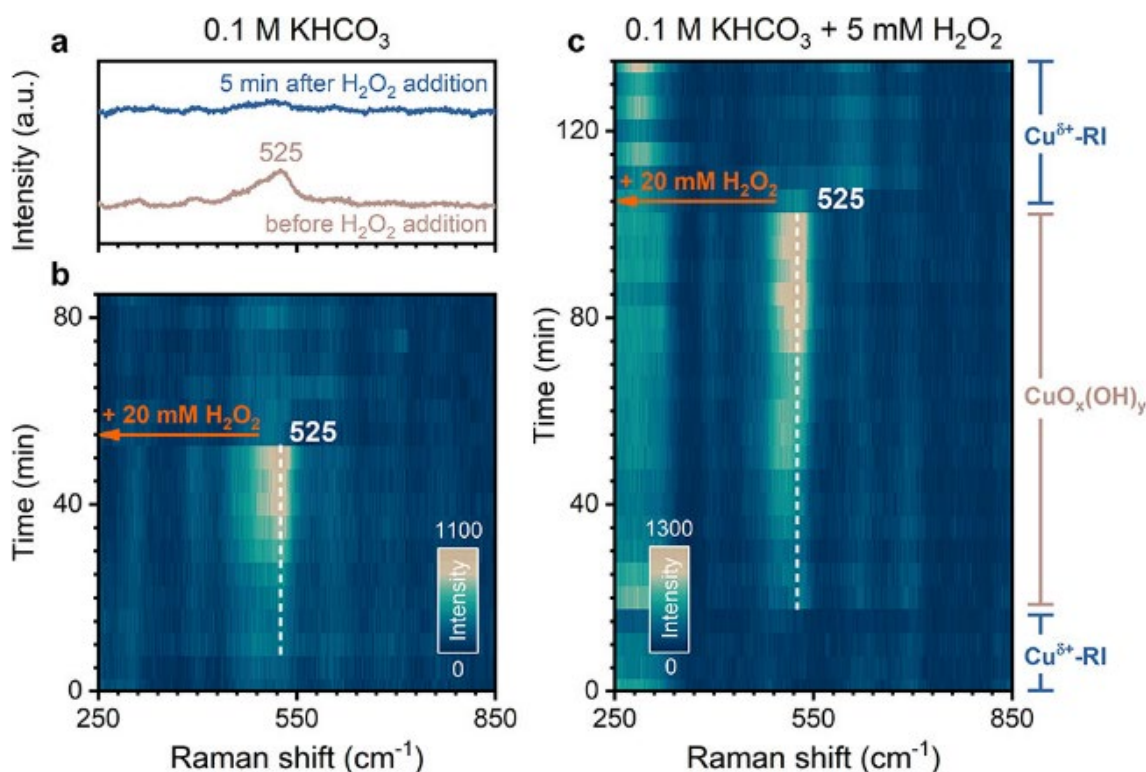 0.1 M KHCO₃
a
5 min after H₂O₂ addition
525
before H₂O₂ addition
Intensity (a.u.)
b
80
40
0
Time (min)
+ 20 mM H₂O₂
525
1100
Intensity
0
250
550
850
Raman shift (cm⁻¹)
0.1 M KHCO₃ + 5 mM H₂O₂
c
120
80
40
0
Time (min)
+ 20 mM H₂O₂
525
1300
Intensity
0
250
550
850
Raman shift (cm⁻¹)
Cuᵟ⁺-RI
CuOₓ(OH)ᵧ
Cuᵟ⁺-RI